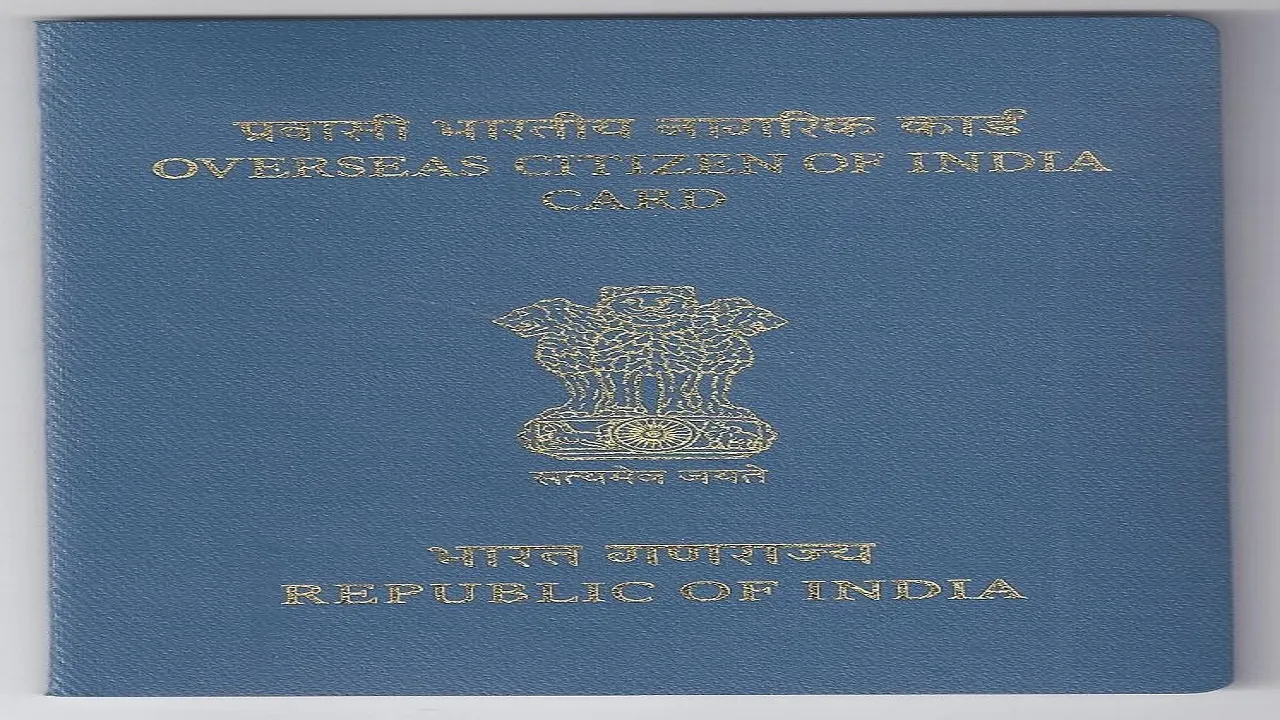 प्रवासी भारतीय नागरिक कार्ड
OVERSEAS CITIZEN OF INDIA
CARD
सत्यमेव जयते
भारत गणराज्य
REPUBLIC OF INDIA